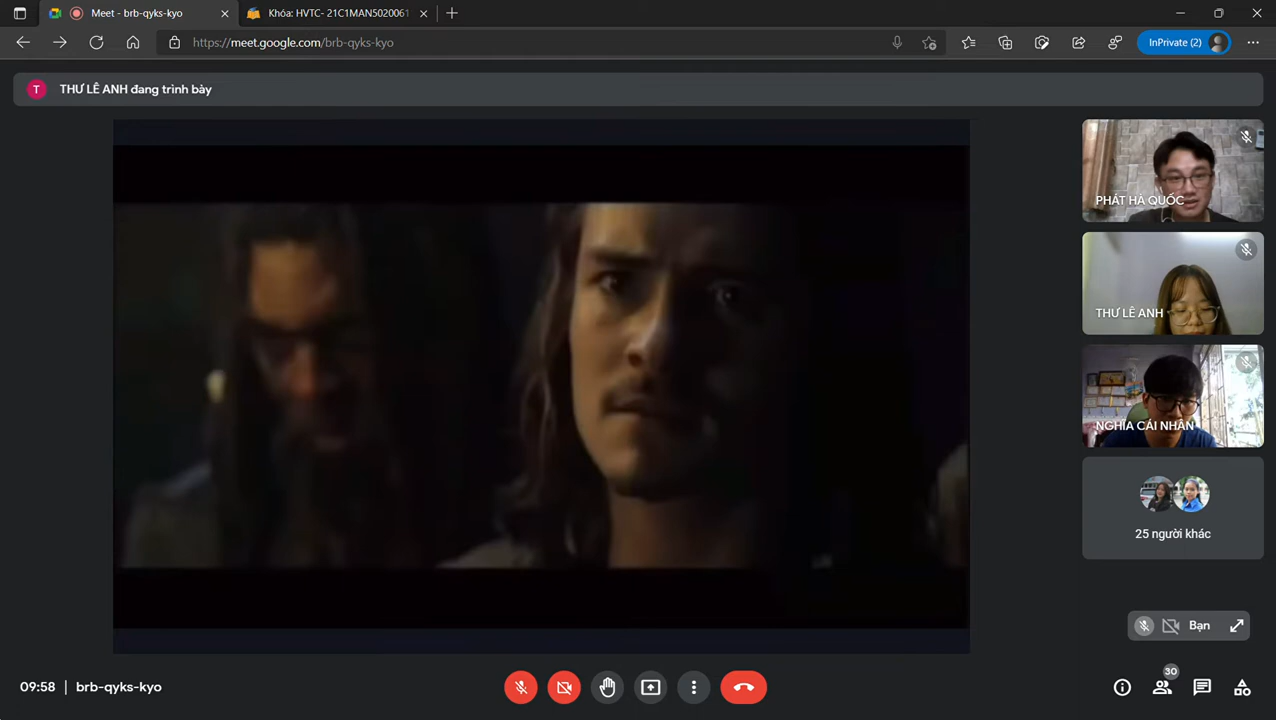 Meet - brb-qyks-kyo
Khóa: HVTC- 21C1MAN5020061
https://meet.google.com/brb-qyks-kyo
InPrivate (2)
T
THƯ LÊ ANH đang trình bày
PHÁT HÀ QUỐC
THƯ LÊ ANH
NGHĨA CÁI NHÂN
25 người khác
Bạn
09:58 | brb-qyks-kyo
30